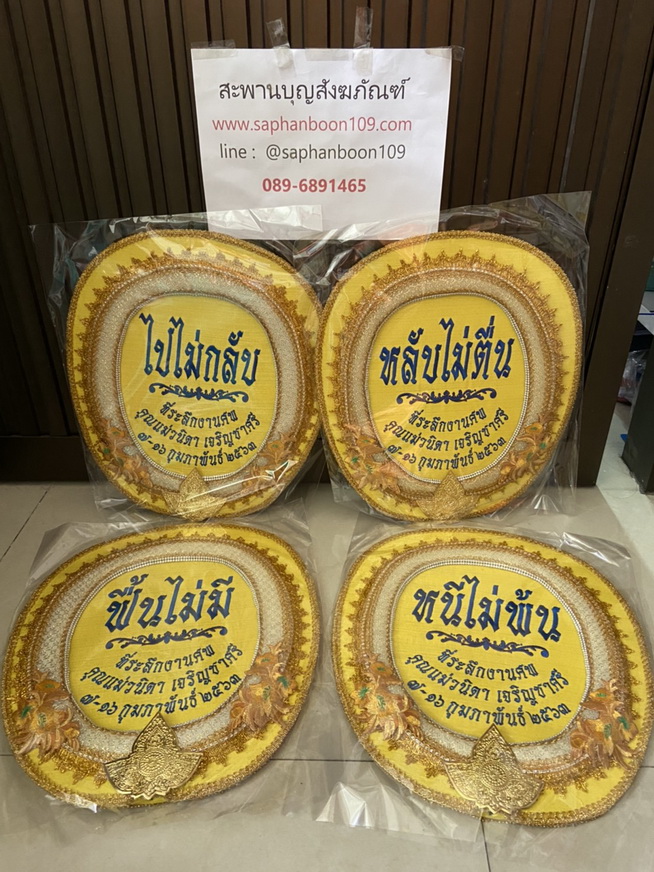 สะพานบุญสังฆภัณฑ์
www.saphanboon109.com
line : @saphanboon109
089-6891465
ไปไม่กลับ
ที่ระลึกงานศพ
คุณแม่วนิดา เจริญชาศรี
๗-๑๖ กุมภาพันธ์ ๒๕๖๓
หลับไม่ตื่น
ที่ระลึกงานศพ
คุณแม่วนิดา เจริญชาศรี
๗-๑๖ กุมภาพันธ์ ๒๕๖๓
ฟื้นไม่มี
ที่ระลึกงานศพ
คุณแม่วนิดา เจริญชาศรี
๗-๑๖ กุมภาพันธ์ ๒๕๖๓
หนีไม่พ้น
ที่ระลึกงานศพ
คุณแม่วนิดา เจริญชาศรี
๗-๑๖ กุมภาพันธ์ ๒๕๖๓